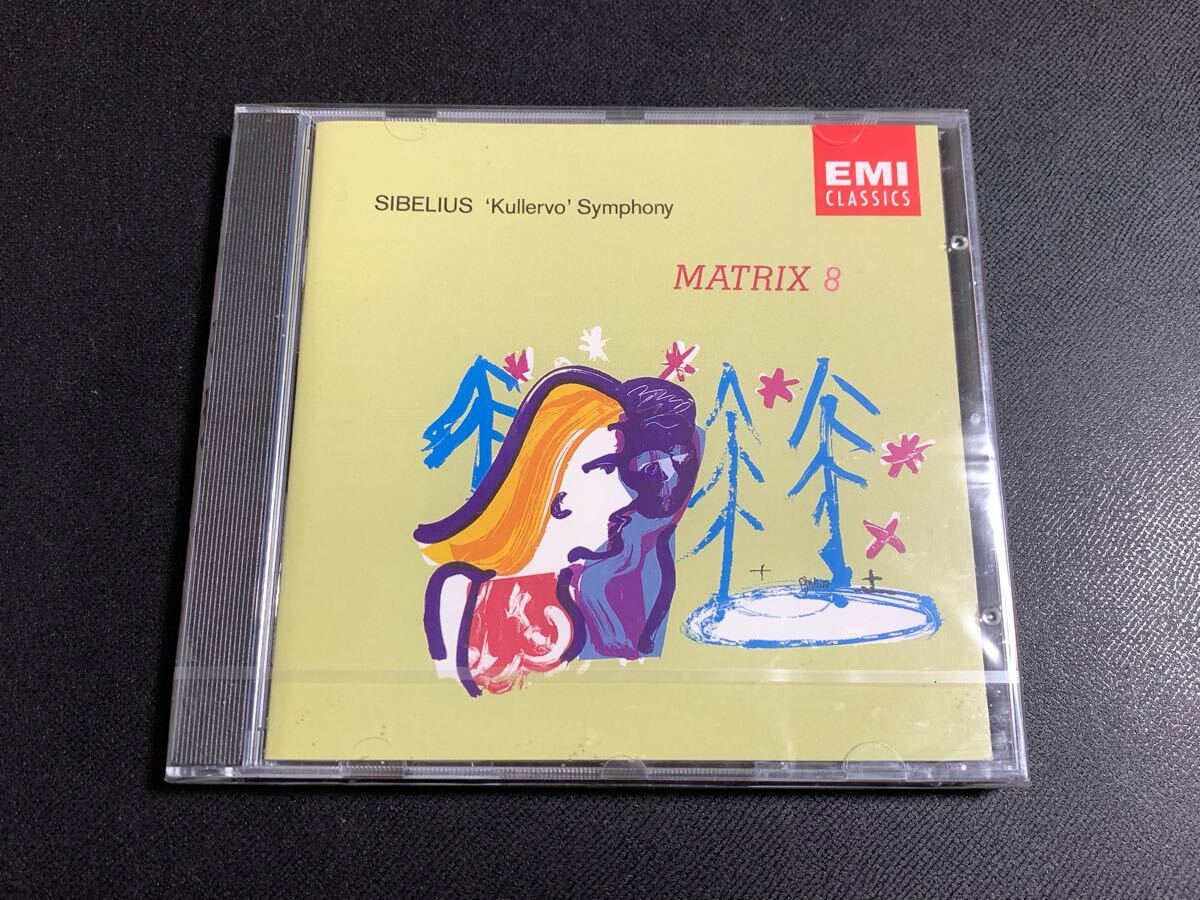 EMI
CLASSICS
SIBELIUS ‘Kullervo’ Symphony
MATRIX 8